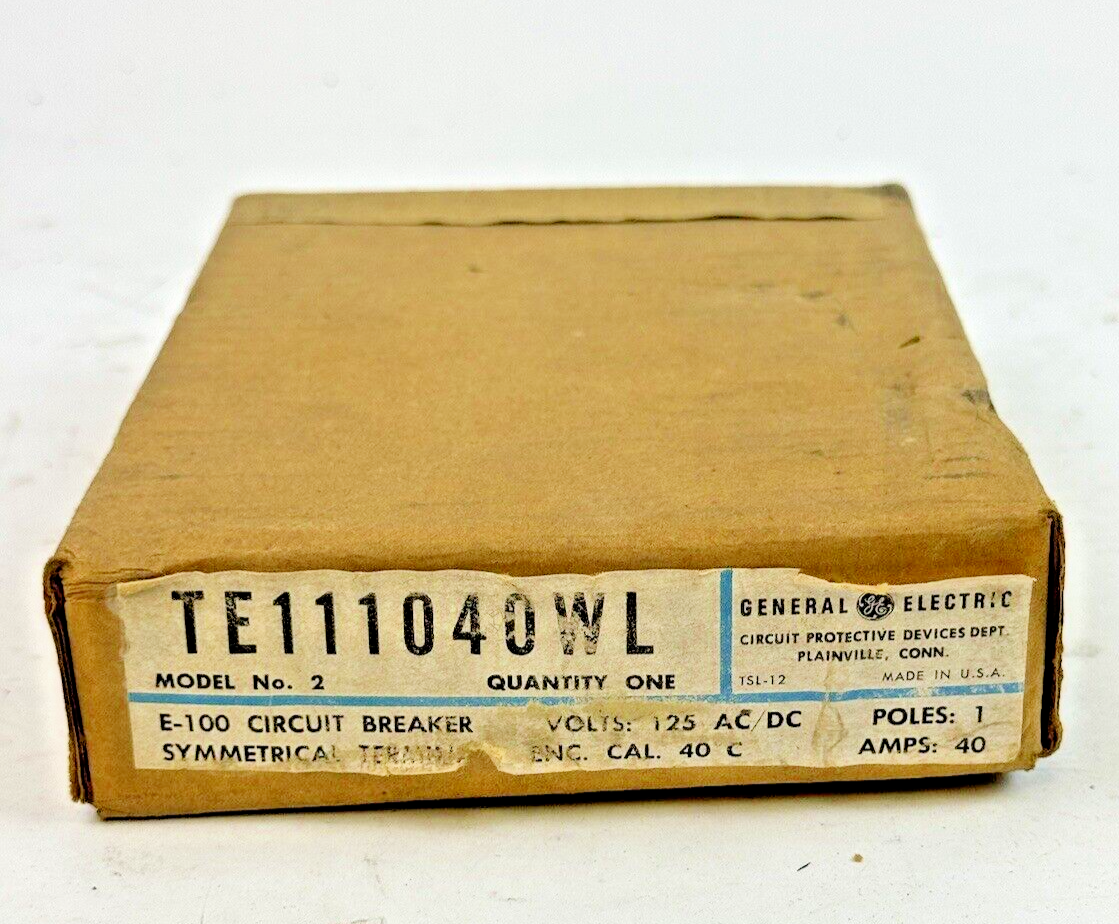 TE111040WL
MODEL No. 2 QUANTITY ONE
GENERAL GE ELECTRIC
CIRCUIT PROTECTIVE DEVICES DEPT.
PLAINVILLE, CONN.
TSL-12 MADE IN U.S.A.
E-100 CIRCUIT BREAKER VOLTS: 125 AC/DC POLES: 1
SYMMETRICAL ENC. CAL. 40 C AMPS: 40